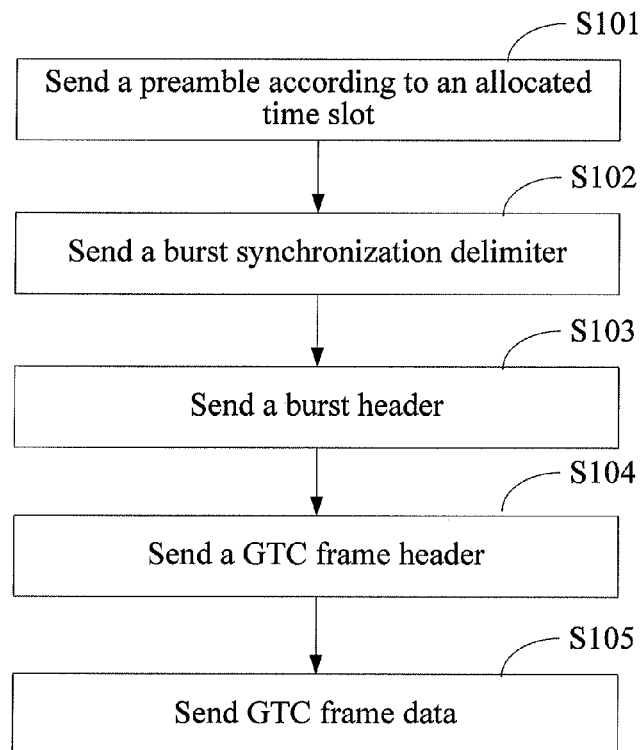 S101
Send a preamble according to an allocated
time slot
S102
Send a burst synchronization delimiter
S103
Send a burst header
S104
Send a GTC frame header
S105
Send GTC frame data